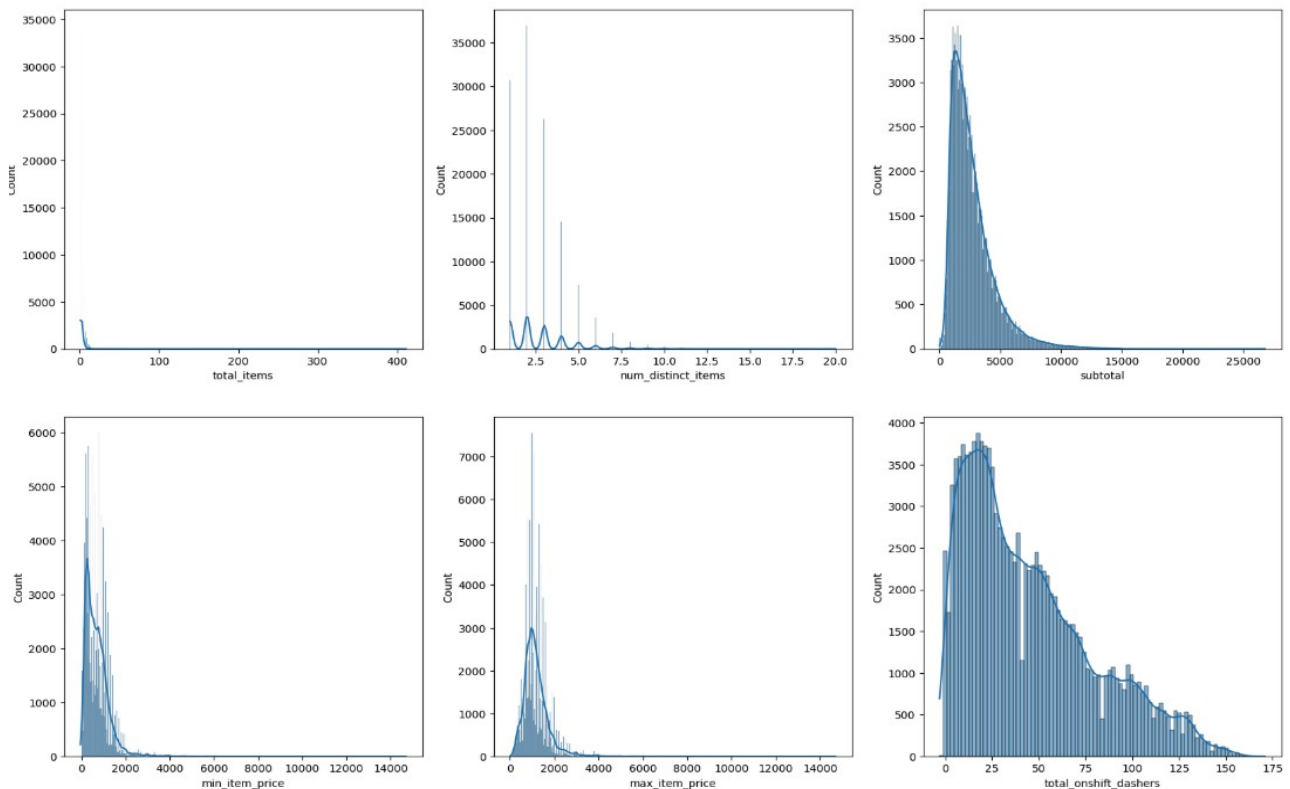 35000
30000
25000
20000
15000
10000
5000
0
Count
0 100 200 300 400
total_items
35000
30000
25000
20000
15000
10000
5000
0
Count
2.5 5.0 7.5 10.0 12.5 15.0 17.5 20.0
num_distinct_items
3500
3000
2500
2000
1500
1000
500
0
Count
0 5000 10000 15000 20000 25000
subtotal
6000
5000
4000
3000
2000
1000
0
Count
0 2000 4000 6000 8000 10000 12000 14000
min_item_price
7000
6000
5000
4000
3000
2000
1000
0
Count
0 2000 4000 6000 8000 10000 12000 14000
max_item_price
4000
3500
3000
2500
2000
1500
1000
500
0
Count
0 25 50 75 100 125 150 175
total_onshift_dashers